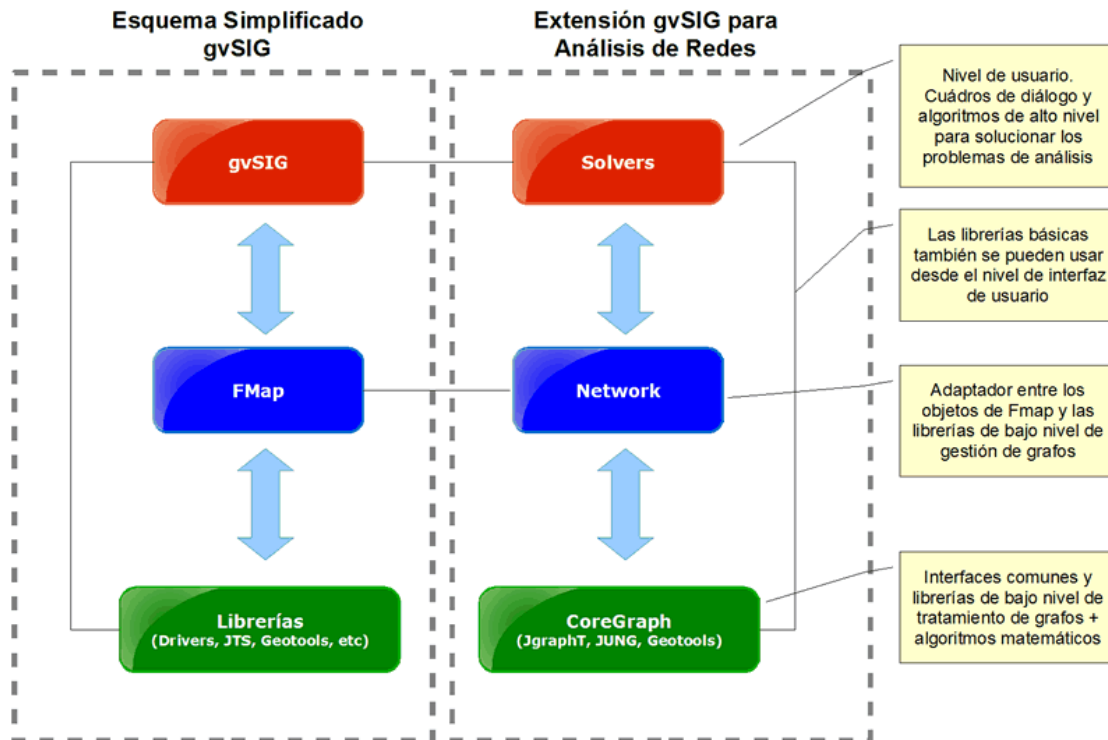 Esquema Simplificado
gvSIG
Extensión gvSIG para
Análisis de Redes
gvSIG
Solvers
FMap
Network
Librerías
(Drivers, JTS, Geotools, etc)
CoreGraph
(JgraphT, JUNG, Geotools)
Nivel de usuario.
Cuádros de diálogo y
algoritmos de alto nivel
para solucionar los
problemas de análisis
Las librerías básicas
también se pueden usar
desde el nivel de interfaz
de usuario
Adaptador entre los
objetos de Fmap y las
librerías de bajo nivel de
gestión de grafos
Interfaces comunes y
librerías de bajo nivel de
tratamiento de grafos +
algoritmos matemáticos